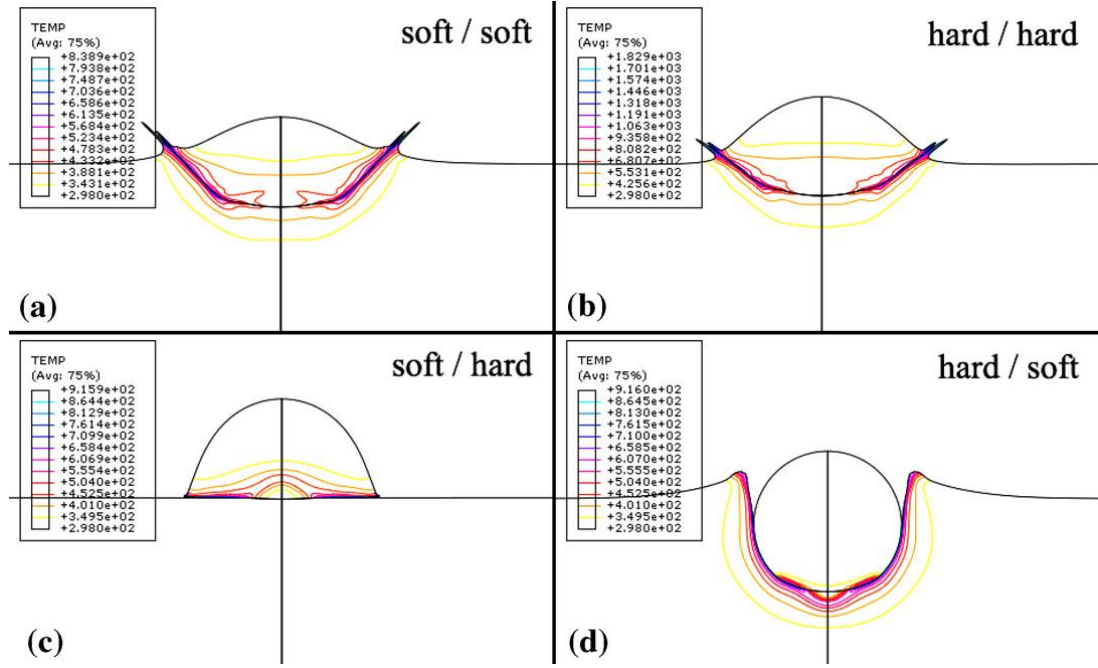 TEMP
(Avg: 75%)
+8.389e+02
+7.938e+02
+7.487e+02
+7.036e+02
+6.586e+02
+6.135e+02
+5.684e+02
+5.234e+02
+4.783e+02
+4.332e+02
+3.881e+02
+3.431e+02
+2.980e+02
soft / soft
(a)
TEMP
(Avg: 75%)
+1.829e+03
+1.701e+03
+1.574e+03
+1.446e+03
+1.318e+03
+1.191e+03
+1.063e+03
+9.358e+02
+8.082e+02
+6.807e+02
+5.531e+02
+4.256e+02
+2.980e+02
hard / hard
(b)
TEMP
(Avg: 75%)
+9.159e+02
+8.644e+02
+8.129e+02
+7.614e+02
+7.099e+02
+6.584e+02
+6.069e+02
+5.554e+02
+5.040e+02
+4.525e+02
+4.010e+02
+3.495e+02
+2.980e+02
soft / hard
(c)
TEMP
(Avg: 75%)
+9.160e+02
+8.645e+02
+8.130e+02
+7.615e+02
+7.100e+02
+6.585e+02
+6.070e+02
+5.555e+02
+5.040e+02
+4.525e+02
+4.010e+02
+3.495e+02
+2.980e+02
hard / soft
(d)